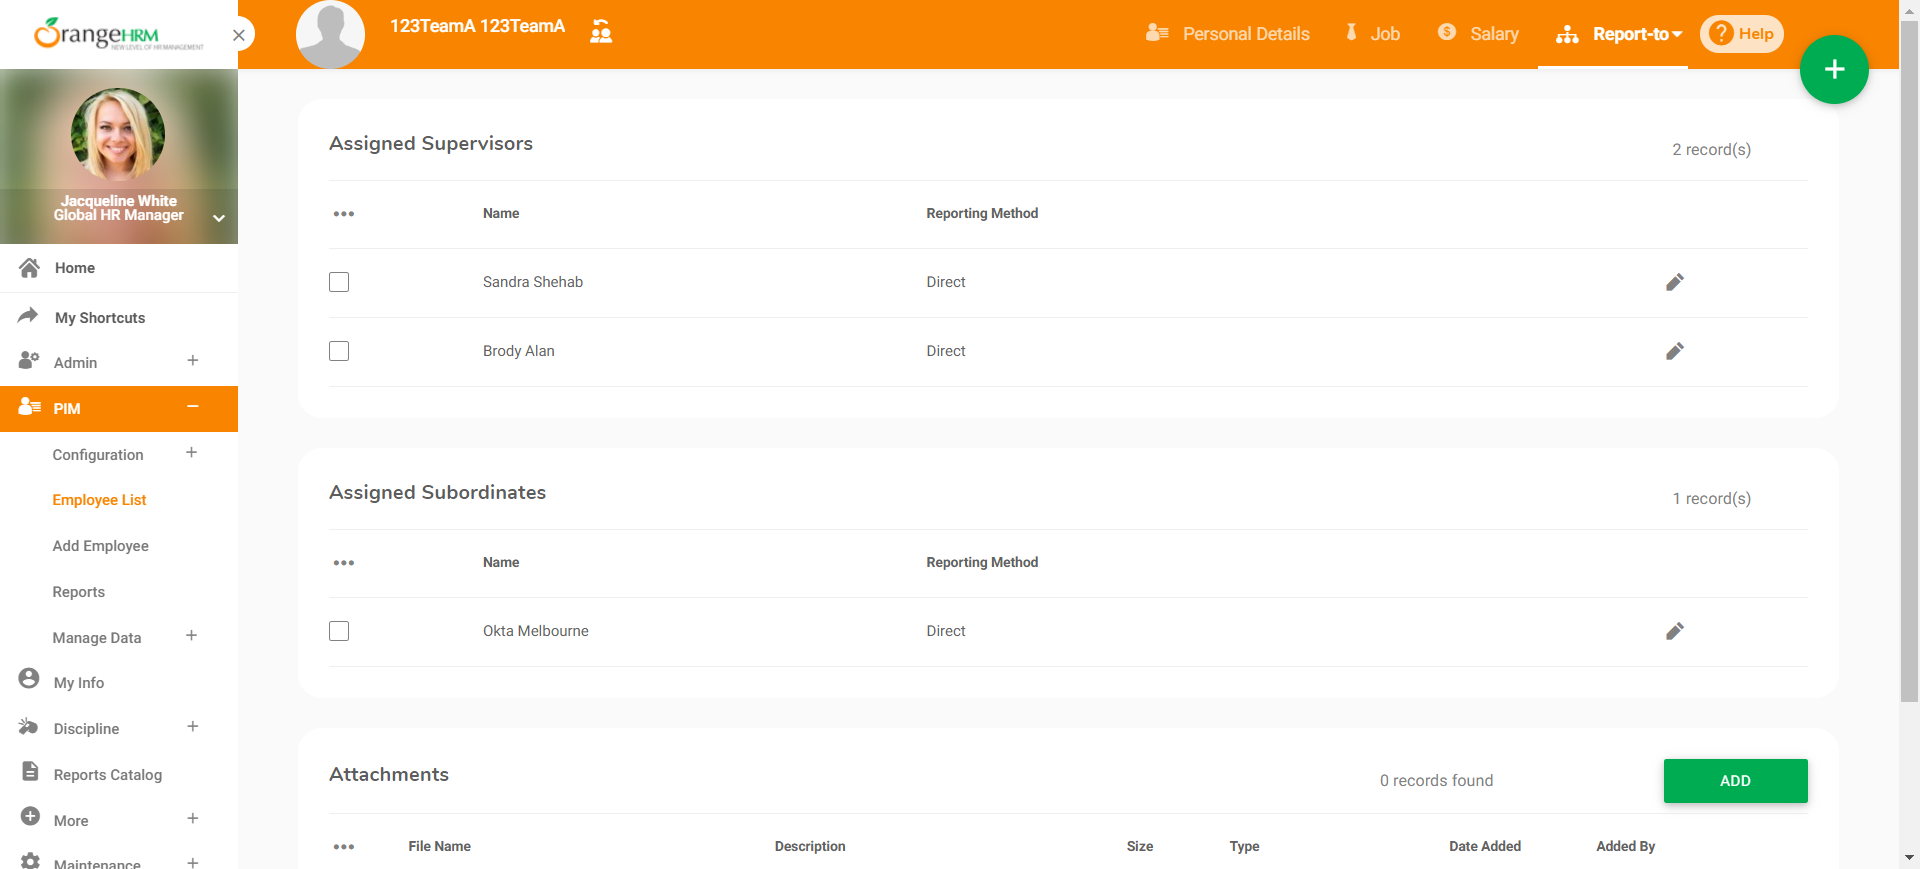 OrangeHRM
NEW LEVEL OF HR MANAGEMENT
123TeamA 123TeamA
Personal Details
Job
Salary
Report-to
Help
Jacqueline White
Global HR Manager
Home
My Shortcuts
Admin
PIM
Configuration
Employee List
Add Employee
Reports
Manage Data
My Info
Discipline
Reports Catalog
More
Maintenance
Assigned Supervisors
2 record(s)
Name Reporting Method
Sandra Shehab Direct
Brody Alan Direct
Assigned Subordinates
1 record(s)
Name Reporting Method
Okta Melbourne Direct
Attachments
0 records found
ADD
File Name Description Size Type Date Added Added By